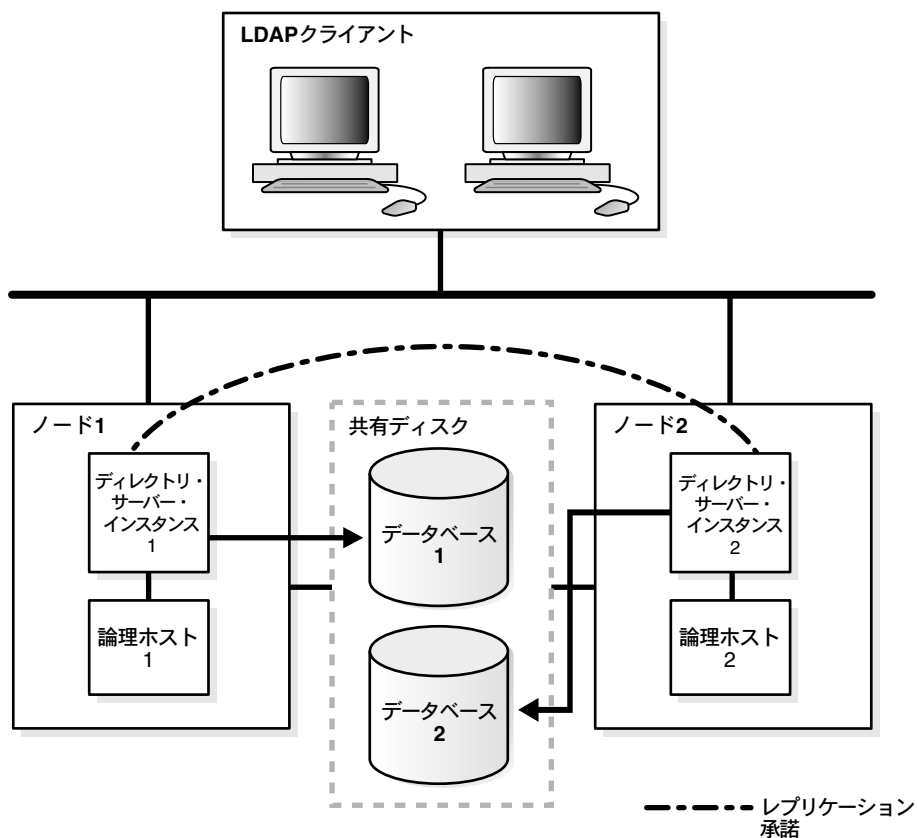 LDAPクライアント
ノード1
ディレクトリ・
サーバー・
インスタンス
1
論理ホスト
1
共有ディスク
データベース
1
データベース
2
ノード2
ディレクトリ・
サーバー・
インスタンス
2
論理ホスト
2
レプリケーション
承諾